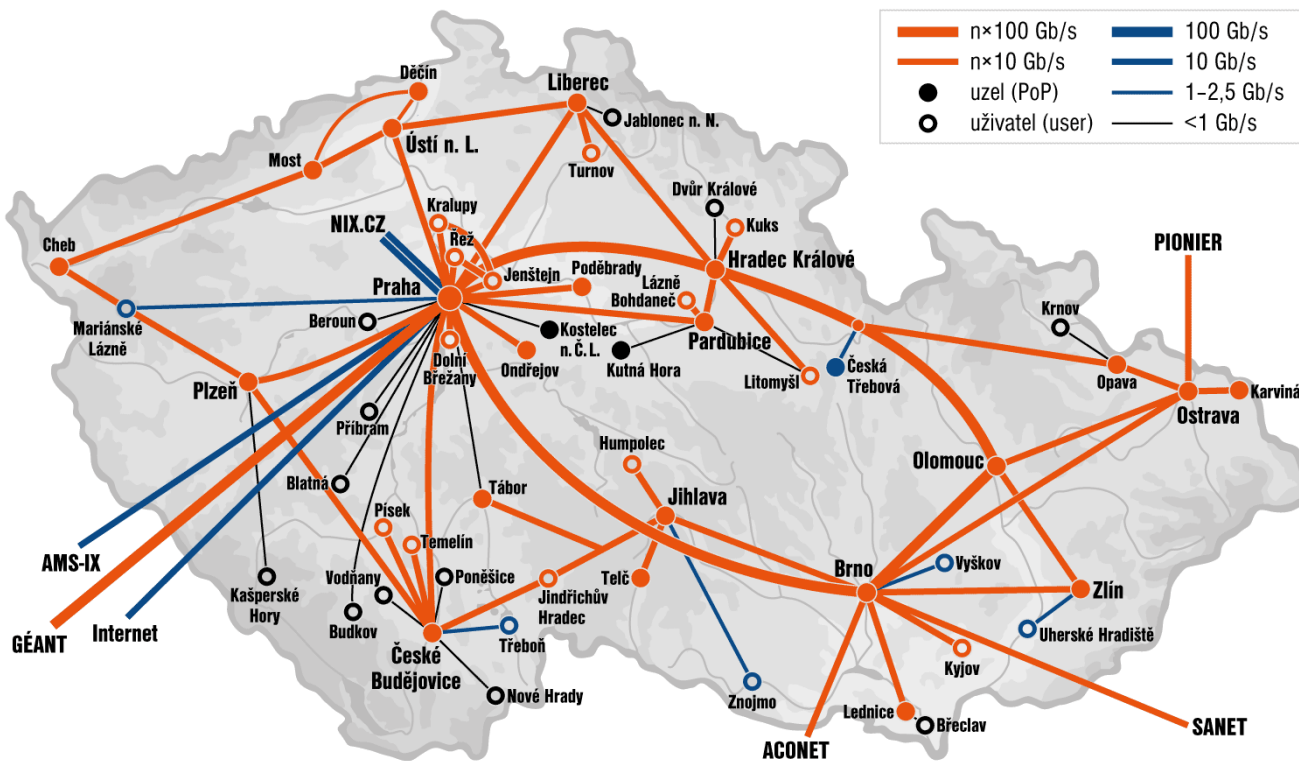 n×100 Gb/s
100 Gb/s
n×10 Gb/s
10 Gb/s
uzel (PoP)
1–2,5 Gb/s
uživatel (user)
<1 Gb/s
Děčín
Liberec
Jablonec n. N.
Ústí n. L.
Most
Turnov
Dvůr Králové
Kralupy
Kuks
NIX.CZ
Řež
Cheb
Hradec Králové
PIONIER
Jenštejn
Poděbrady
Lázně
Bohdaneč
Praha
Krnov
Mariánské
Lázně
Beroun
Kostelec
n. Č. L.
Pardubice
Dolní
Břežany
Ondřejov
Kutná Hora
Litomyšl
Česká
Třebová
Opava
Plzeň
Karviná
Ostrava
Příbram
Humpolec
Olomouc
Blatná
Tábor
Jihlava
Písek
Temelín
AMS-IX
Vodňany
Poněšice
Telč
Brno
Vyškov
Kašperské
Hory
Jindřichův
Hradec
Zlín
Budkov
Internet
GÉANT
Třeboň
Uherské Hradiště
České
Budějovice
Kyjov
Nové Hrady
Znojmo
Lednice
Břeclav
SANET
ACONET